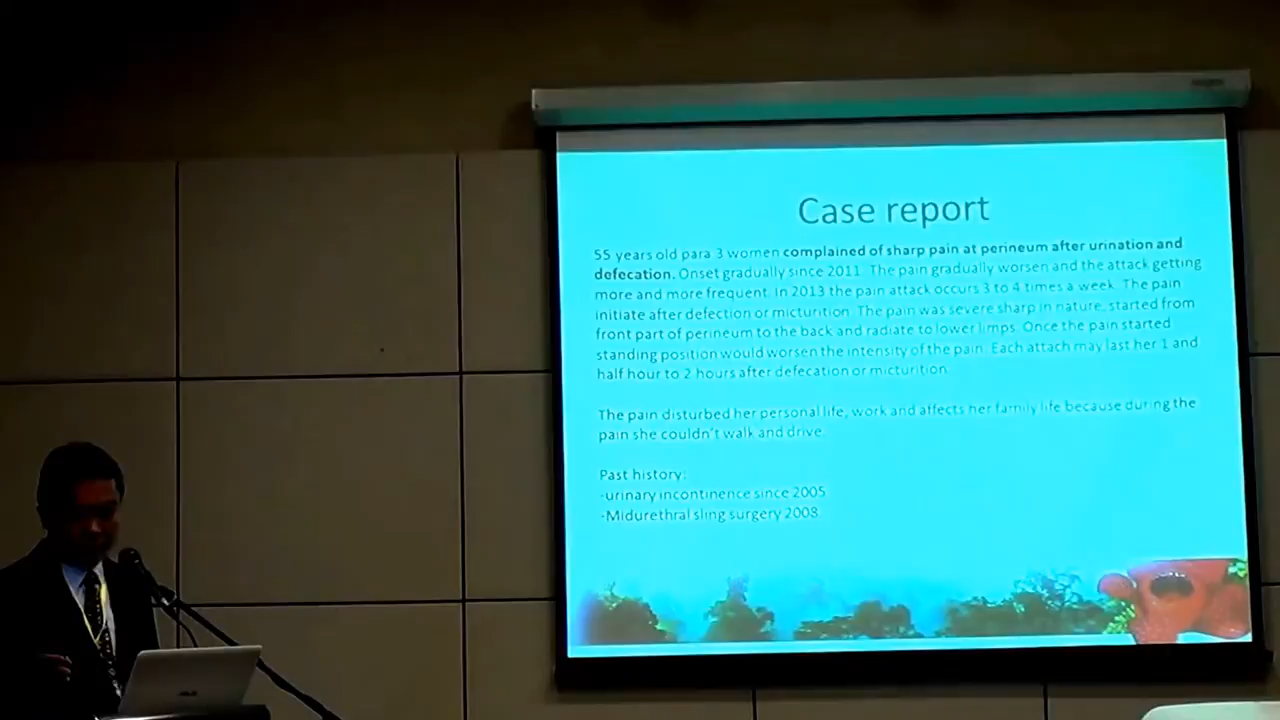 Case report
55 years old para 3 women complained of sharp pain at perineum after urination and
defecation. Onset gradually since 2011. The pain gradually worsen and the attack getting
more and more frequent. In 2013 the pain attack occurs 3 to 4 times a week. The pain
initiate after defection or micturition. The pain was severe sharp in nature, started from
front part of perineum to the back and radiate to lower limps. Once the pain started
standing position would worsen the intensity of the pain. Each attach may last her 1 and
half hour to 2 hours after defecation or micturition.
The pain disturbed her personal life, work and affects her family life because during the
pain she couldn't walk and drive.
Past history:
-urinary incontinence since 2005
-Midurethral sling surgery 2008
ASUS